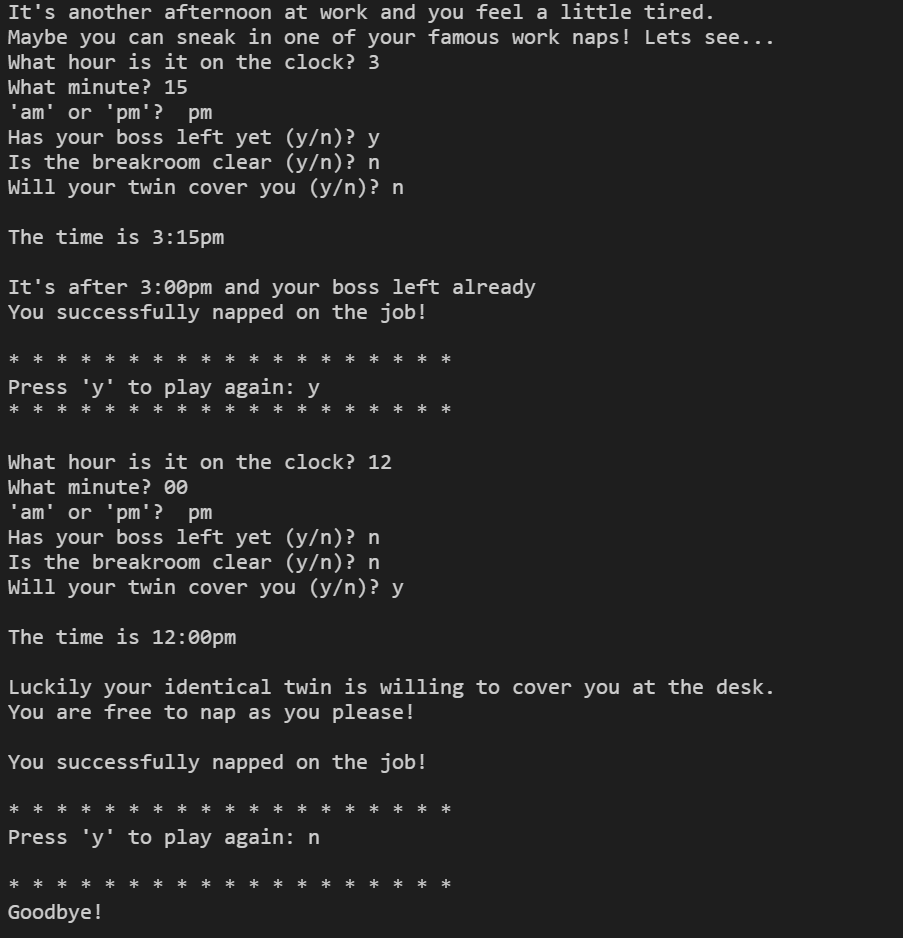 It's another afternoon at work and you feel a little tired.
Maybe you can sneak in one of your famous work naps! Lets see...
What hour is it on the clock? 3
What minute? 15
'am' or 'pm'?  pm
Has your boss left yet (y/n)? y
Is the breakroom clear (y/n)? n
Will your twin cover you (y/n)? n

The time is 3:15pm

It's after 3:00pm and your boss left already
You successfully napped on the job!

* * * * * * * * * * * * * * * * * * *
Press 'y' to play again: y
* * * * * * * * * * * * * * * * * * *

What hour is it on the clock? 12
What minute? 00
'am' or 'pm'?  pm
Has your boss left yet (y/n)? n
Is the breakroom clear (y/n)? n
Will your twin cover you (y/n)? y

The time is 12:00pm

Luckily your identical twin is willing to cover you at the desk.
You are free to nap as you please!

You successfully napped on the job!

* * * * * * * * * * * * * * * * * * *
Press 'y' to play again: n

* * * * * * * * * * * * * * * * * * *
Goodbye!